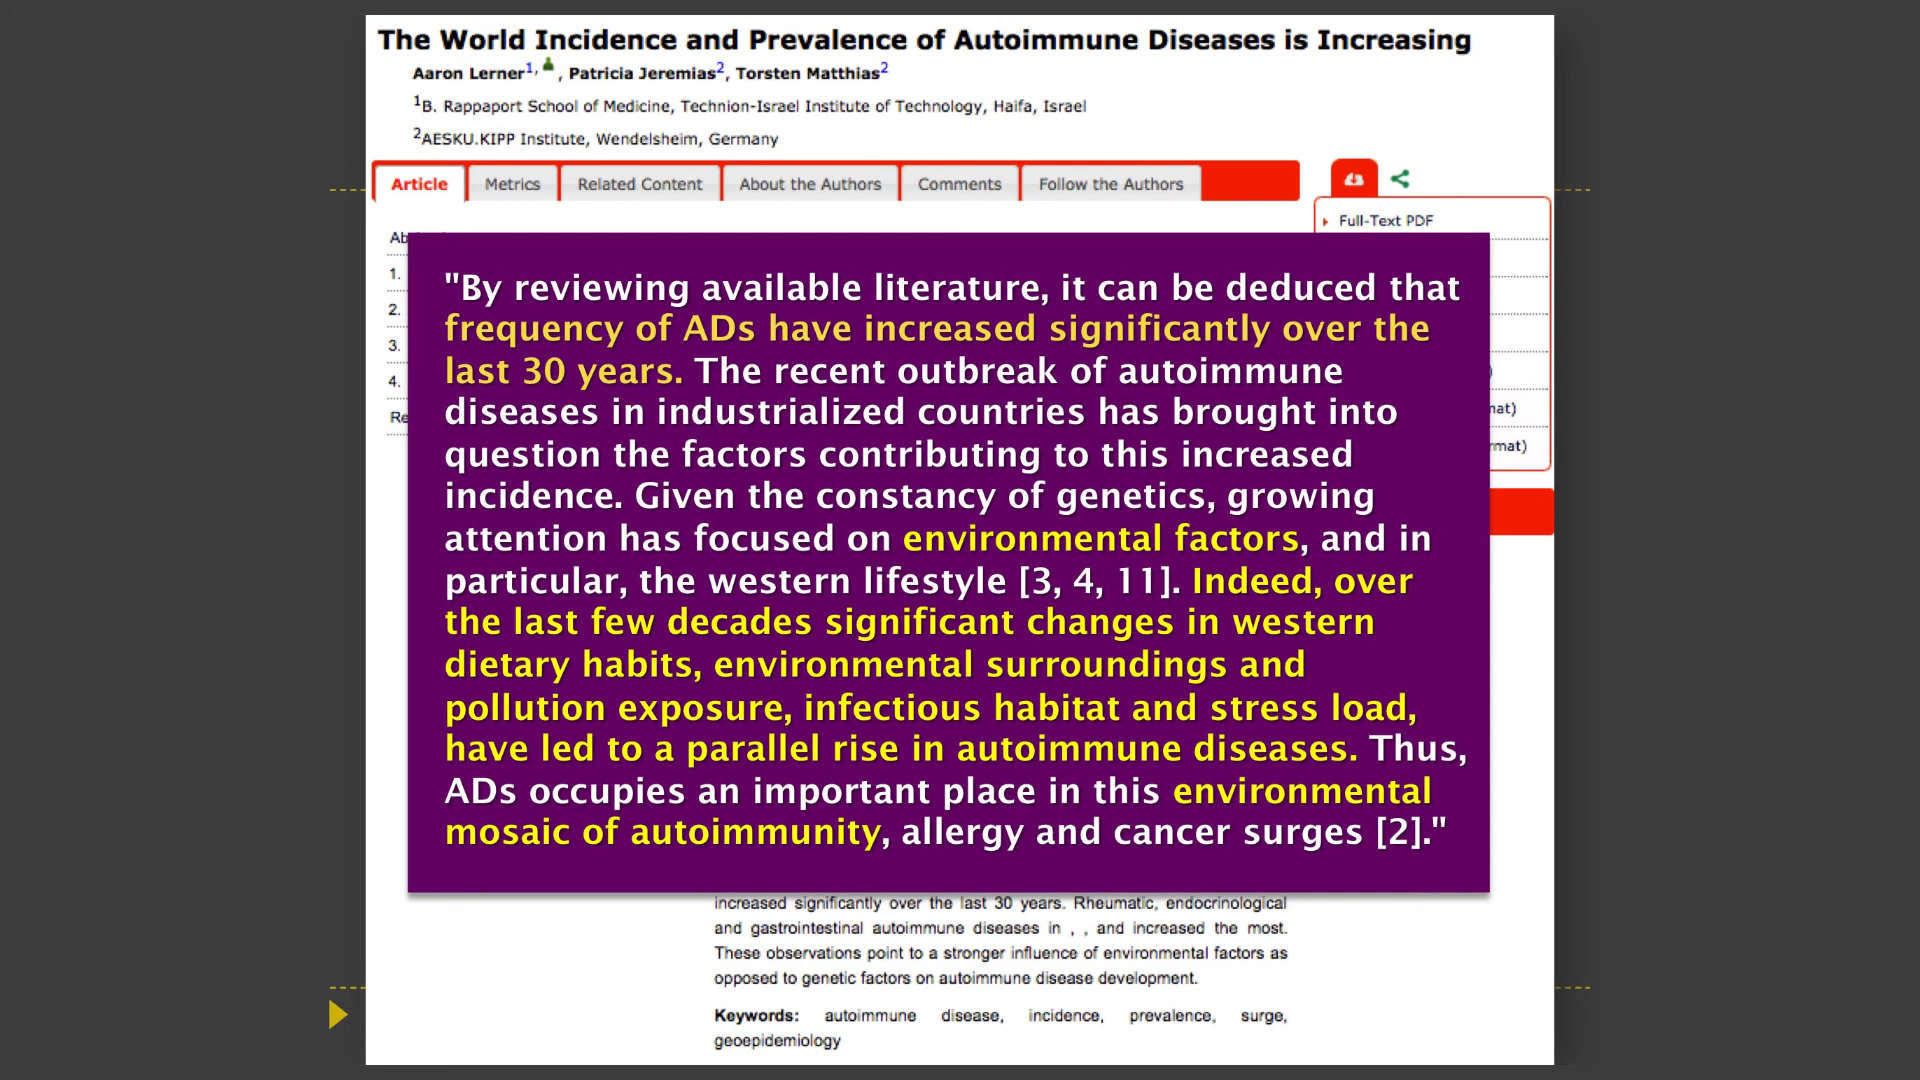 The World Incidence and Prevalence of Autoimmune Diseases is Increasing
Aaron Lerner1, , Patricia Jeremias2, Torsten Matthias2
1B. Rappaport School of Medicine, Technion-Israel Institute of Technology, Haifa, Israel
2AESKU.KIPP Institute, Wendelsheim, Germany
Article Metrics Related Content About the Authors Comments Follow the Authors
Full-Text PDF
1.
2.
3.
4.
"By reviewing available literature, it can be deduced that
frequency of ADs have increased significantly over the
last 30 years. The recent outbreak of autoimmune
diseases in industrialized countries has brought into
question the factors contributing to this increased
incidence. Given the constancy of genetics, growing
attention has focused on environmental factors, and in
particular, the western lifestyle [3, 4, 11]. Indeed, over
the last few decades significant changes in western
dietary habits, environmental surroundings and
pollution exposure, infectious habitat and stress load,
have led to a parallel rise in autoimmune diseases. Thus,
ADs occupies an important place in this environmental
mosaic of autoimmunity, allergy and cancer surges [2]."
increased significantly over the last 30 years. Rheumatic, endocrinological
and gastrointestinal autoimmune diseases in , , and increased the most.
These observations point to a stronger influence of environmental factors as
opposed to genetic factors on autoimmune disease development.
Keywords: autoimmune disease, incidence, prevalence, surge,
geoepidemiology